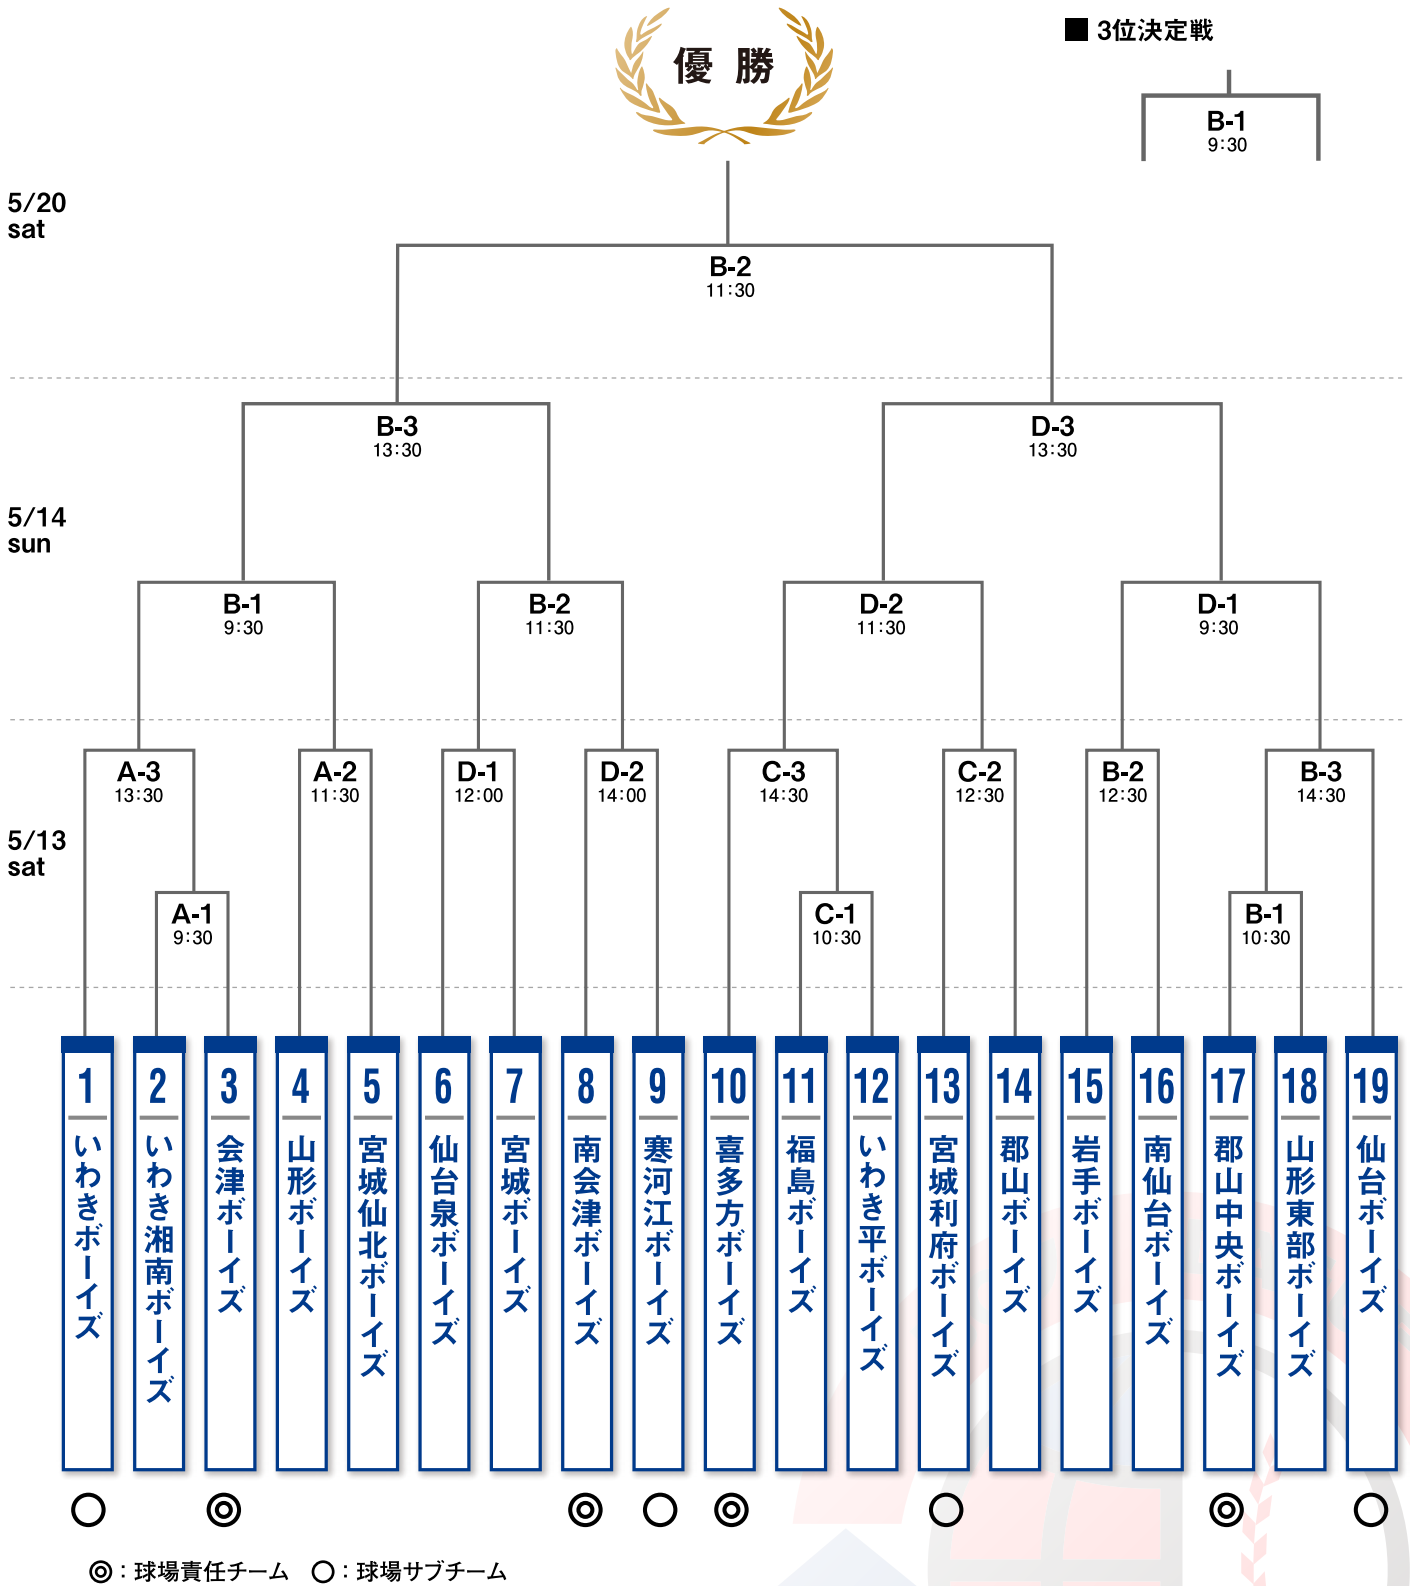 優勝
■ 3位決定戦
B-1
9:30
5/20
sat
B-2
11:30
B-3
13:30
D-3
13:30
5/14
sun
B-1
9:30
B-2
11:30
D-2
11:30
D-1
9:30
A-3
13:30
A-2
11:30
D-1
12:00
D-2
14:00
C-3
14:30
C-2
12:30
B-2
12:30
B-3
14:30
5/13
sat
A-1
9:30
C-1
10:30
B-1
10:30
1
いわきボーイズ
2
いわき湘南ボーイズ
3
会津ボーイズ
4
山形ボーイズ
5
宮城仙北ボーイズ
6
仙台泉ボーイズ
7
宮城ボーイズ
8
南会津ボーイズ
9
寒河江ボーイズ
10
喜多方ボーイズ
11
福島ボーイズ
12
いわき平ボーイズ
13
宮城利府ボーイズ
14
郡山ボーイズ
15
岩手ボーイズ
16
南仙台ボーイズ
17
郡山中央ボーイズ
18
山形東部ボーイズ
19
仙台ボーイズ
○ ◎ ◎ ○ ◎ ○ ◎ ○
◎：球場責任チーム ○：球場サブチーム